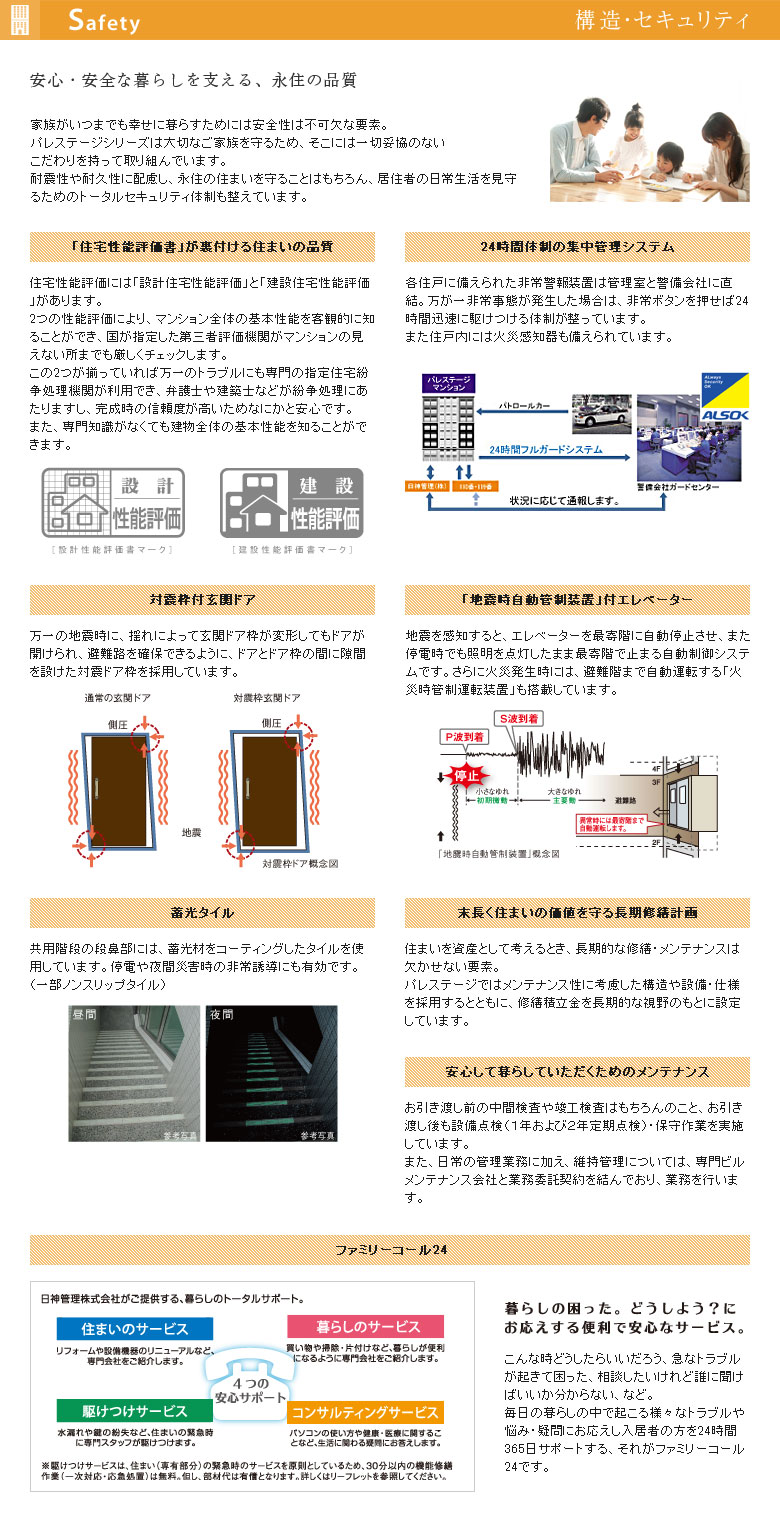 Safety
構造・セキュリティ
安心・安全な暮らしを支える、永住の品質
家族がいつまでも幸せに暮らすためには安全性は不可欠な要素。
パレステージシリーズは大切なご家族を守るため、そこには一切妥協のない
こだわりを持って取り組んでいます。
耐震性や耐久性に配慮し、永住の住まいを守ることはもちろん、居住者の日常生活を見守
るためのトータルセキュリティ体制も整えています。
「住宅性能評価書」が裏付ける住まいの品質
住宅性能評価には「設計住宅性能評価」と「建設住宅性能評価
」があります。
2つの性能評価により、マンション全体の基本性能を客観的に知
ることができ、国が指定した第三者評価機関がマンションの見
えない所までも厳しくチェックします。
この2つが揃っていれば万一のトラブルにも専門の指定住宅紛
争処理機関が利用でき、弁護士や建築士などが紛争処理にあ
たりますし、完成時の信頼度が高いためなにかと安心です。
また、専門知識がなくても建物全体の基本性能を知ることがで
きます。
設計
性能評価
[設計性能評価書マーク]
建設
性能評価
[建設性能評価書マーク]
24時間体制の集中管理システム
各住戸に備えられた非常警報装置は管理室と警備会社に直
結。万が一非常事態が発生した場合は、非常ボタンを押せば24
時間迅速に駆けつける体制が整っています。
また住戸内には火災感知器も備えられています。
パレステージ
マンション
パトロールカー
24時間フルガードシステム
Always
Security
OK
ALSOK
日神管理(株)
110番・119番
警備会社ガードセンター
状況に応じて通報します。
対震枠付玄関ドア
万一の地震時に、揺れによって玄関ドア枠が変形してもドアが
開けられ、避難路を確保できるように、ドアとドア枠の間に隙間
を設けた対震ドア枠を採用しています。
通常の玄関ドア
対震枠玄関ドア
側圧
側圧
地震
対震枠ドア概念図
「地震時自動管制装置」付エレベーター
地震を感知すると、エレベーターを最寄階に自動停止させ、また
停電時でも照明を点灯したまま最寄階で止まる自動制御システ
ムです。さらに火災発生時には、避難階まで自動運転する「火
災時管制運転装置」も搭載しています。
P波到着
S波到着
停止
小さなゆれ
初期微動
大きなゆれ
主要動
避難路
4F
3F
2F
異常時には最寄階まで
自動運転します。
「地震時自動管制装置」概念図
蓄光タイル
共用階段の段鼻部には、蓄光材をコーティングしたタイルを使
用しています。停電や夜間災害時の非常誘導にも有効です。
(一部ノンスリップタイル)
昼間
参考写真
夜間
参考写真
末長く住まいの価値を守る長期修繕計画
住まいを資産として考えるとき、長期的な修繕・メンテナンスは
欠かせない要素。
パレステージではメンテナンス性に考慮した構造や設備・仕様
を採用するとともに、修繕積立金を長期的な視野のもとに設定
しています。
安心して暮らしていただくためのメンテナンス
お引き渡し前の中間検査や竣工検査はもちろんのこと、お引き
渡し後も設備点検(1年および2年定期点検)・保守作業を実施
しています。
また、日常の管理業務に加え、維持管理については、専門ビル
メンテナンス会社と業務委託契約を結んでおり、業務を行いま
す。
ファミリーコール24
日神管理株式会社がご提供する、暮らしのトータルサポート。
住まいのサービス
リフォームや設備機器のリニューアルなど、
専門会社をご紹介します。
暮らしのサービス
買い物や掃除・片付けなど、暮らしが便利
になるように専門会社をご紹介します。
4つの
安心サポート
駆けつけサービス
水漏れや鍵の紛失など、住まいの緊急時
に専門スタッフが駆けつけます。
コンサルティングサービス
パソコンの使い方や健康・医療に関するこ
となど、生活に関わる疑問にお答えします。
※駆けつけサービスは、住まい(専有部分)の緊急時のサービスを原則としているため、30分以内の機能修繕
作業(一次対応・応急処置)は無料。但し、部材代は有償となります。詳しくはリーフレットを参照してください。
暮らしの困った。どうしよう?に
お応えする便利で安心なサービス。
こんな時どうしたらいいだろう、急なトラブル
が起きて困った、相談したいけれど誰に聞け
ばいいか分からない、など。
毎日の暮らしの中で起こる様々なトラブルや
悩み・疑問にお応えし入居者の方を24時間
365日サポートする、それがファミリーコール
24です。